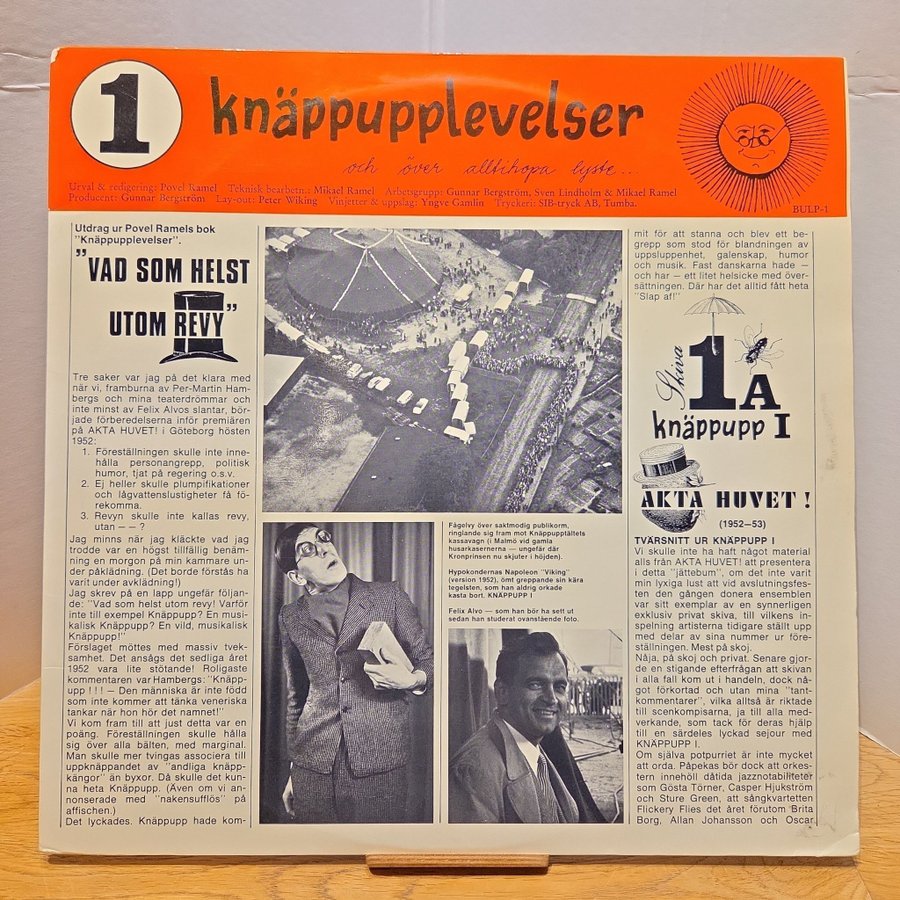 1
knäppupplevelser
och över alltihopa lyste...
Urval & redigering: Povel Ramel Teknisk bearbetn.: Mikael Ramel Arbetsgrupp: Gunnar Bergström, Sven Lindholm & Mikael Ramel
Producent: Gunnar Bergström Lay-out: Peter Wiking Vinjetter & uppslag: Yngve Gamlin Tryckeri: SIB-tryck AB, Tumba.
BULP-1
Utdrag ur Povel Ramels bok
"Knäppupplevelser".
"VAD SOM HELST
UTOM REVY"
Tre saker var jag på det klara med
när vi, framburna av Per-Martin Ham-
bergs och mina teaterdrömmar och
inte minst av Felix Alvos slantar, bör-
jade förberedelserna inför premiären
på AKTA HUVET! i Göteborg hösten
1952:
1. Föreställningen skulle inte inne-
hålla personangrepp, politisk
humor, tjat på regering o.s.v.
2. Ej heller skulle plumpifikationer
och lågvattenslustigheter få fö-
rekomma.
3. Revyn skulle inte kallas revy,
utan — — ?
Jag minns när jag kläckte vad jag
trodde var en högst tillfällig benäm-
ning en morgon på min kammare un-
der påklädning. (Det borde förstås ha
varit under avklädning!)
Jag skrev på en lapp ungefär följan-
de: "Vad som helst utom revy! Varför
inte till exempel Knäppupp? En musi-
kalisk Knäppupp? En vild, musikalisk
Knäppupp!"
Förslaget möttes med massiv tvek-
samhet. Det ansågs det sedliga året
1952 vara lite stötande! Roligaste
kommentaren var Hambergs: "Knäpp-
upp ! ! ! — Den människa är inte född
som inte kommer att tänka veneriska
tankar när hon hör det namnet!"
Vi kom fram till att just detta var en
poäng. Föreställningen skulle hålla
sig över alla bälten, med marginal.
Man skulle mer tvingas associera till
uppknäppandet av "andliga knäpp-
kängor" än byxor. Då skulle det kun-
na heta Knäppupp. (Även om vi an-
nonserade med "nakensufflös" på
affischen.)
Det lyckades. Knäppupp hade kom-
Fågelvy över saktmodig publikorm,
ringlande sig fram mot Knäppupptältets
kassavagn (i Malmö vid gamla
husarkasernerna — ungefär där
Kronprinsen nu skjuter i höjden).
Hypokondernas Napoleon "Viking"
(version 1952), ömt greppande sin kära
tegelsten, som han aldrig orkade
kasta bort. KNÄPPUPP I
Felix Alvo — som han bör ha sett ut
sedan han studerat ovanstående foto.
mit för att stanna och blev ett be-
grepp som stod för blandningen av
uppsluppenhet, galenskap, humor
och musik. Fast danskarna hade —
och har — ett litet helsicke med över-
sättningen. Där har det alltid fått heta
"Slap af!"
Skiva
1A
knäppupp I
AKTA HUVET !
(1952—53)
TVÄRSNITT UR KNÄPPUPP I
Vi skulle inte ha haft något material
alls från AKTA HUVET! att presentera
i detta "jättebum", om det inte varit
min lyxiga lust att vid avslutningsfes-
ten den gången donera ensemblen
var sitt exemplar av en synnerligen
exklusiv privat skiva, till vilken in-
spelning artisterna tidigare ställt upp
med delar av sina nummer ur före-
ställningen. Mest på skoj.
Nåja, på skoj och privat. Senare gjor-
de en stigande efterfrågan att skivan
i alla fall kom ut i handeln, dock nå-
got förkortad och utan mina "tant-
kommentarer", vilka alltså är riktade
till scenkompisarna, ja till alla med-
verkande, som tack för deras hjälp
till en särdeles lyckad sejour med
KNÄPPUPP I.
Om själva potpurriet är inte mycket
att orda. Påpekas bör dock att orkes-
tern innehöll dåtida jazznotabiliteter
som Gösta Törner, Casper Hjukström
och Sture Green, att sångkvartetten
Flickery Flies det året förutom Brita
Borg, Allan Johansson och Oscar